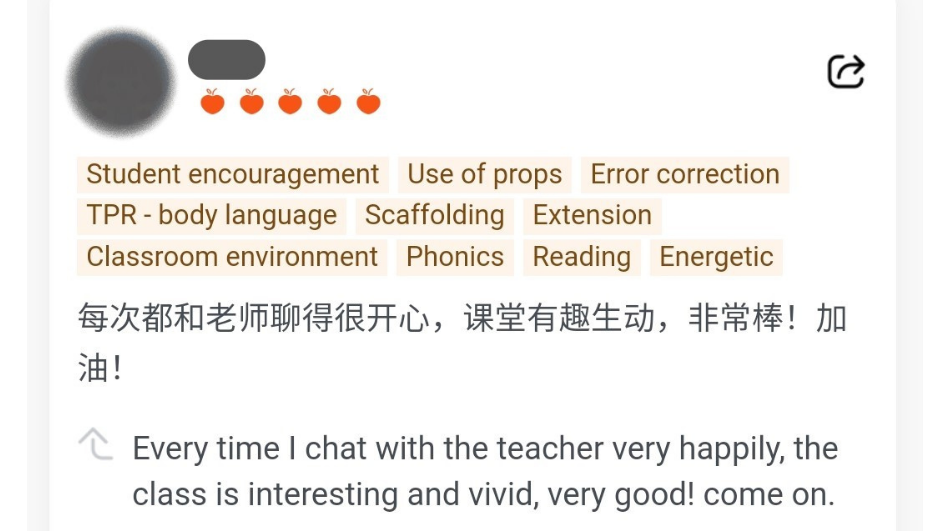 Student encouragement Use of props Error correction
TPR - body language Scaffolding Extension
Classroom environment Phonics Reading Energetic
每次都和老师聊得很开心，课堂有趣生动，非常棒！加
油！
Every time I chat with the teacher very happily, the
class is interesting and vivid, very good! come on.